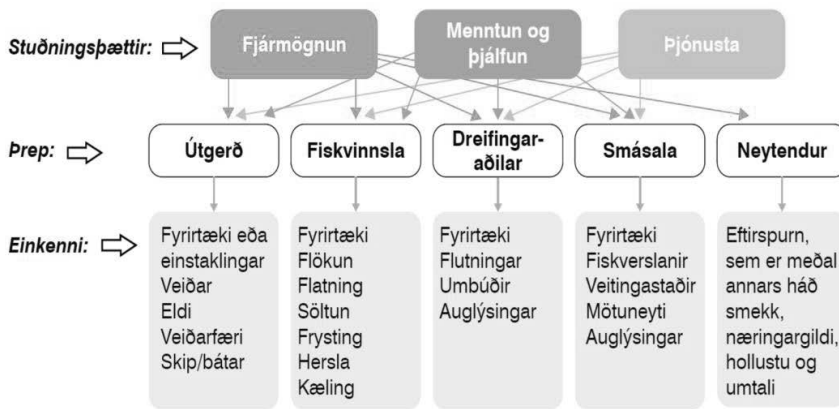 Stuðningsþættir:
Fjármögnun
Menntun og
þjálfun
Þjónusta
Þrep:
Útgerð
Fiskvinnsla
Dreifingar-
aðilar
Smásala
Neytendur
Einkenni:
Fyrirtæki eða
einstaklingar
Veiðar
Eldi
Veiðarfæri
Skip/bátar
Fyrirtæki
Flökun
Flatning
Söltun
Frysting
Hersla
Kæling
Fyrirtæki
Flutningar
Umbúðir
Auglýsingar
Fyrirtæki
Fiskverslanir
Veitingastaðir
Mötuneyti
Auglýsingar
Eftirspurn,
sem er meðal
annars háð
smekk,
næringargildi,
hollustu og
umtali